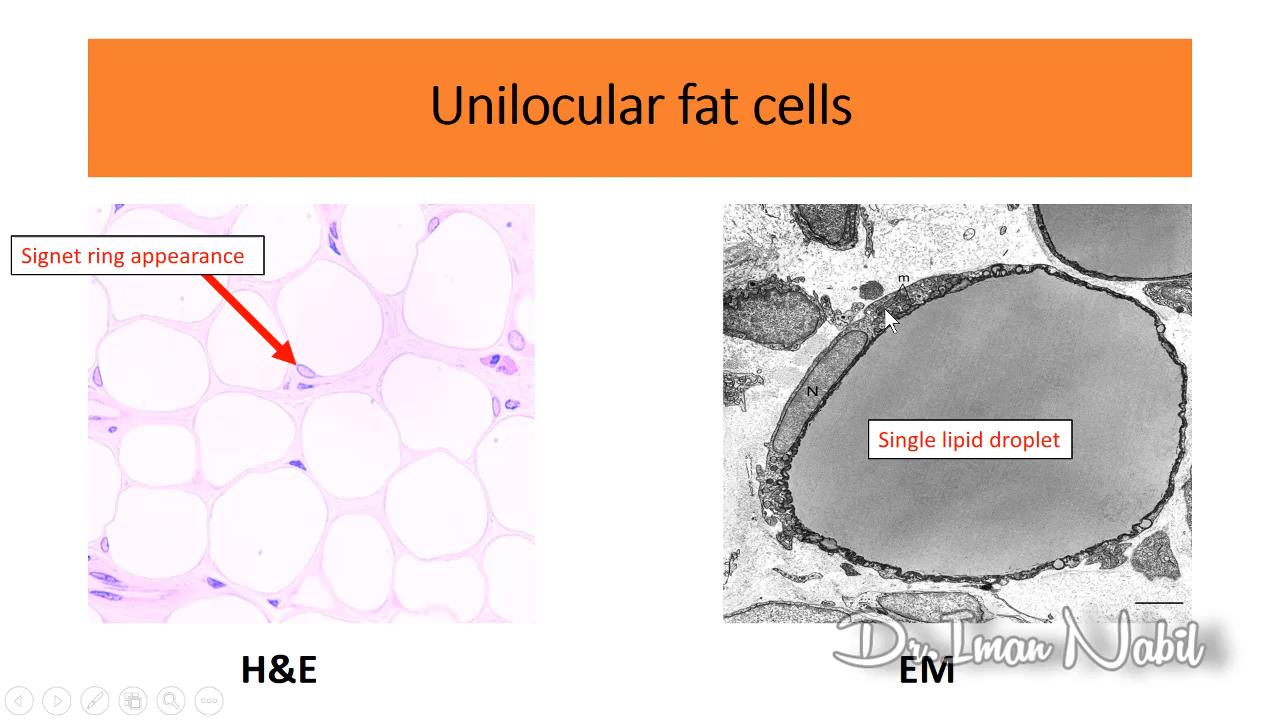 Unilocular fat cells
Signet ring appearance
m
N
Single lipid droplet
H&E
EM
Dr. Iman Nabil